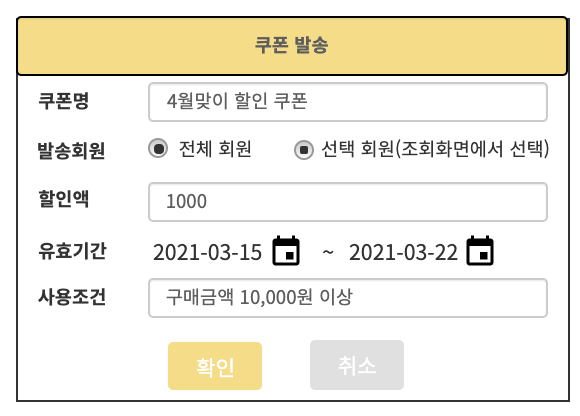 쿠폰 발송
쿠폰명 4월맞이 할인 쿠폰
발송회원 전체 회원 선택 회원(조회화면에서 선택)
할인액 1000
유효기간 2021-03-15 ~ 2021-03-22
사용조건 구매금액 10,000원 이상
확인 취소